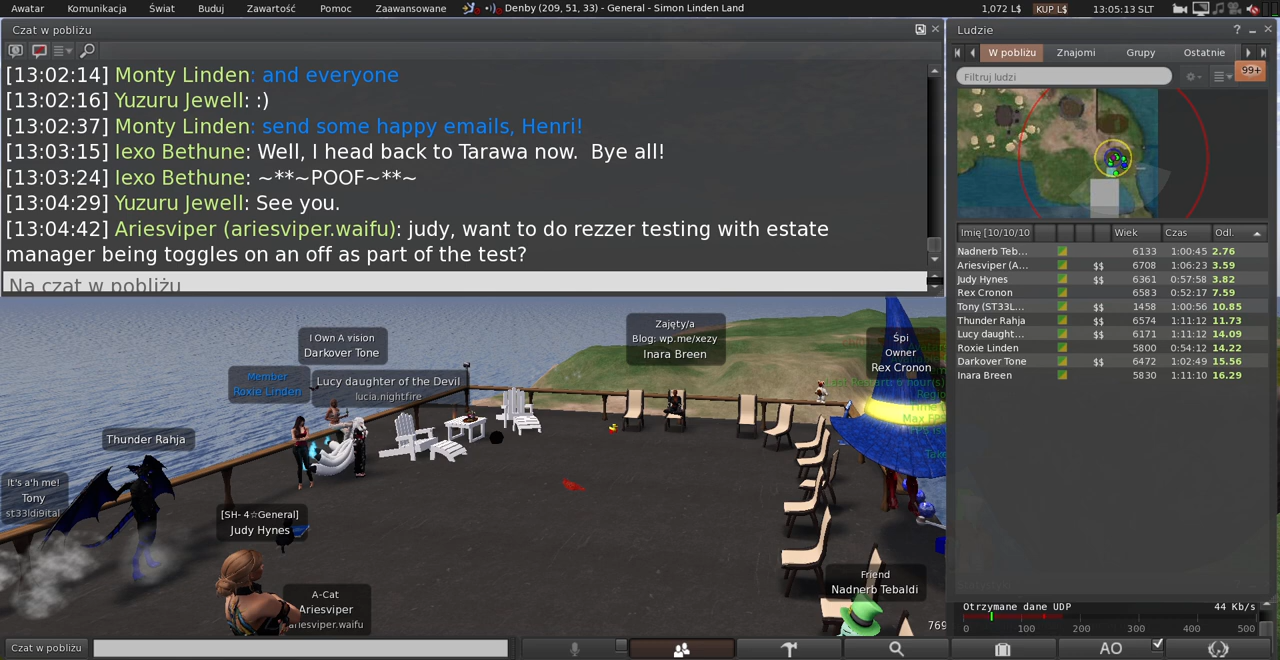 Awatar Komunikacja Świat Buduj Zawartość Pomoc Zaawansowane Denby (209, 51, 33) - General - Simon Linden Land 1,072 L$ KUP L$ 13:05:13 SLT
Czat w pobliżu
[13:02:14] Monty Linden: and everyone
[13:02:16] Yuzuru Jewell: :)
[13:02:37] Monty Linden: send some happy emails, Henri!
[13:03:15] Iexo Bethune: Well, I head back to Tarawa now.  Bye all!
[13:03:24] Iexo Bethune: ~**~POOF~**~
[13:04:29] Yuzuru Jewell: See you.
[13:04:42] Ariesviper (ariesviper.waifu): judy, want to do rezzer testing with estate
manager being toggles on an off as part of the test?
Na czat w pobliżu
Ludzie
W pobliżu Znajomi Grupy Ostatnie
99+
Filtruj ludzi
Imię [10/10/10 Wiek Czas Odl.
Nadnerb Teb... 6133 1:00:45 2.76
Ariesviper (A... $$ 6708 1:06:23 3.59
Judy Hynes $$ 6361 0:57:58 3.82
Rex Cronon 6583 0:52:17 7.59
Tony (ST33L... $$ 1458 1:00:56 10.85
Thunder Rahja $$ 6574 1:11:12 11.73
Lucy daught... $$ 6171 1:11:12 14.09
Roxie Linden 5800 0:54:12 14.22
Darkover Tone $$ 6472 1:02:49 15.56
Inara Breen 5830 1:11:10 16.29
Otrzymane dane UDP 44 Kb/s
0 100 200 300 400 500
I Own A vision
Darkover Tone
Zajęty/a
Blog: wp.me/xezy
Inara Breen
Śpi
Owner
Rex Cronon
Member
Roxie Linden
Lucy daughter of the Devil
lucia.nightfire
Max FPS
Thunder Rahja
It's a'h me!
Tony
st33ldi9ital
[SH- 4☆General]
Judy Hynes
A-Cat
Ariesviper
ariesviper.waifu
Friend
Nadnerb Tebaldi
769
Czat w pobliżu
AO